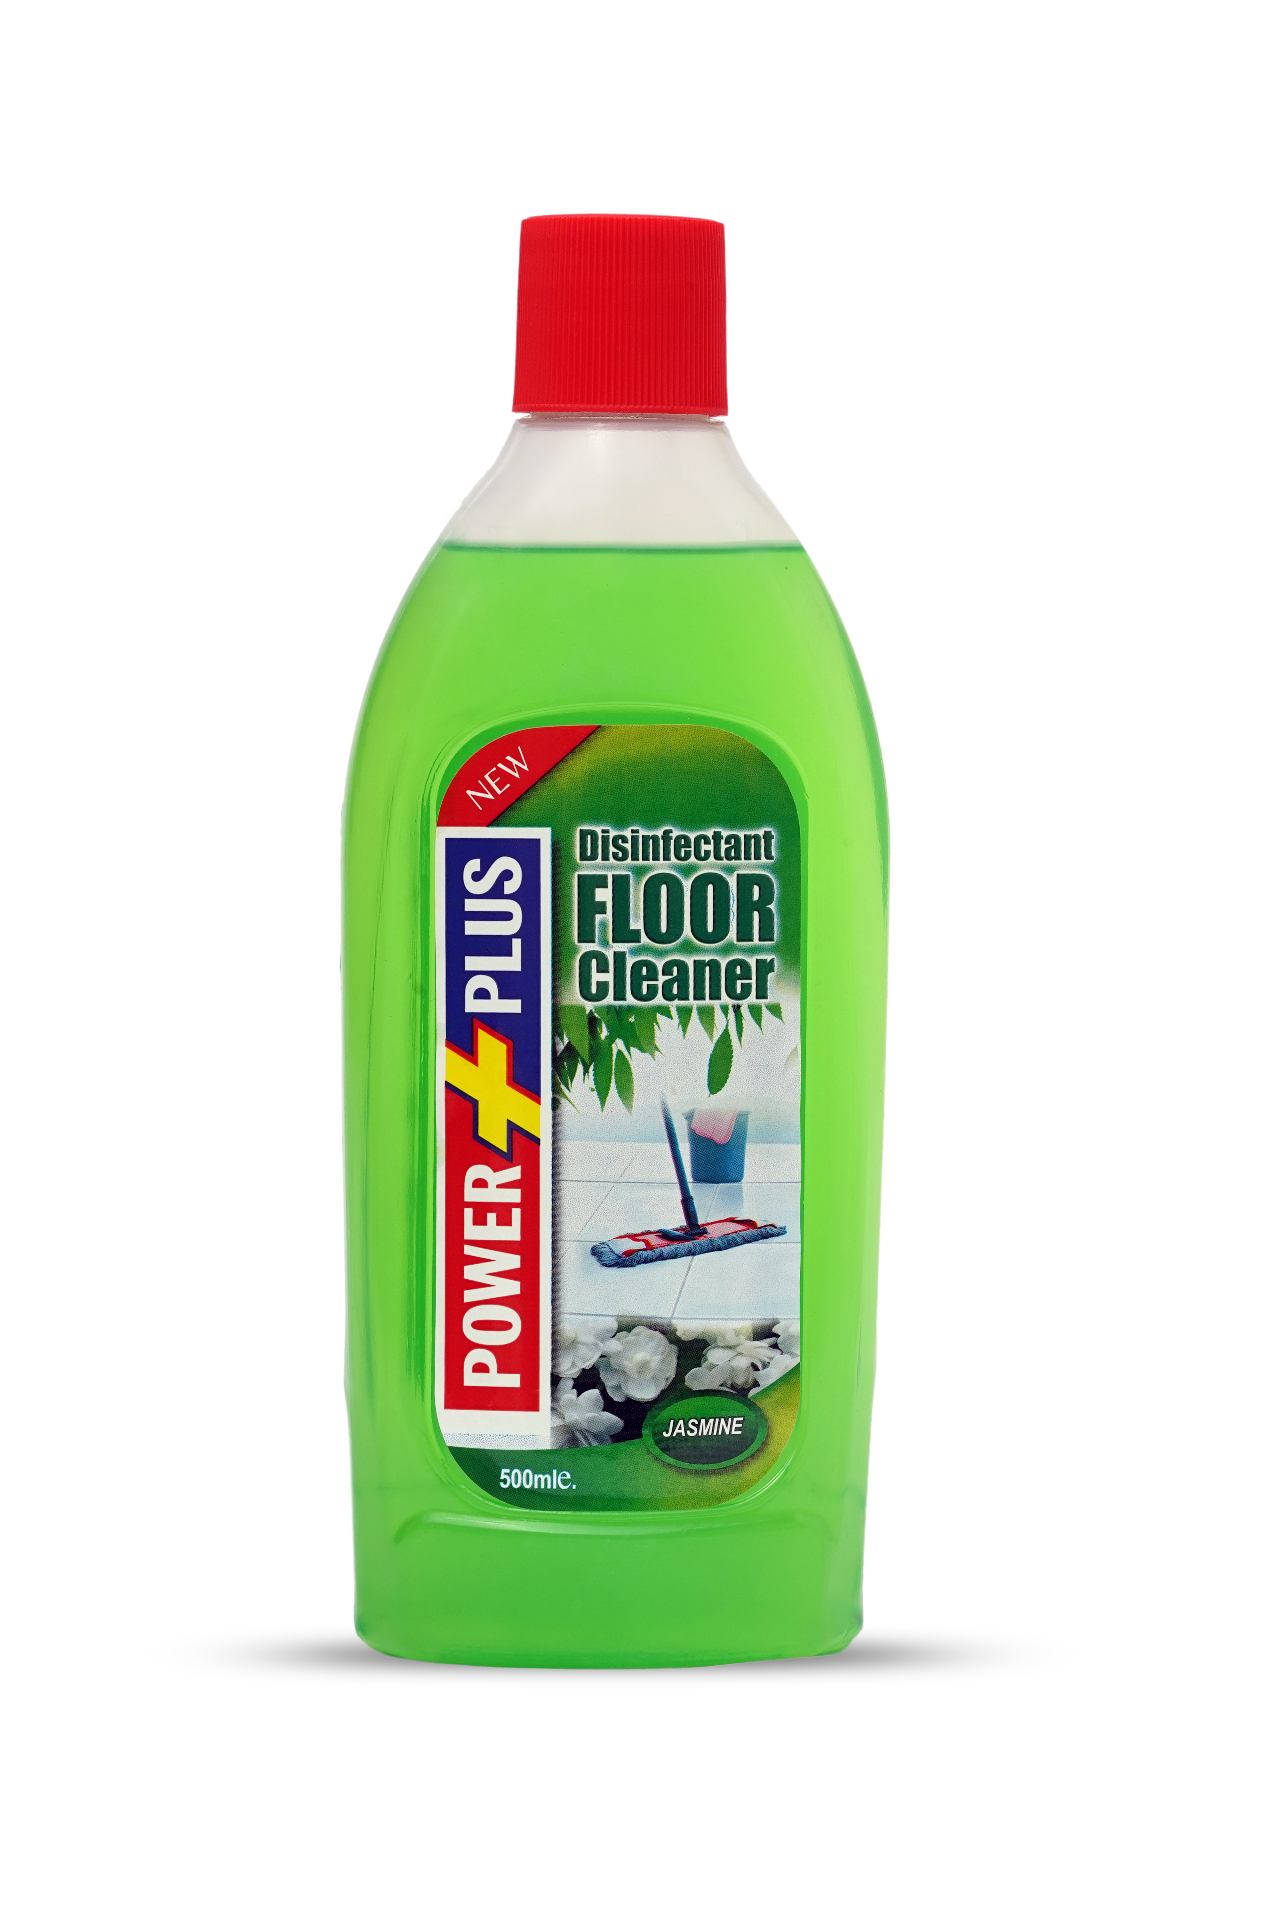 NEW
POWER PLUS
Disinfectant
FLOOR
Cleaner
JASMINE
500mle.